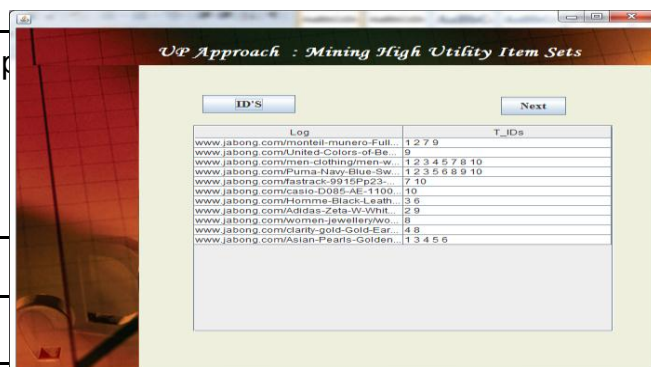 UP Approach : Mining High Utility Item Sets
ID'S Next
Log T_IDs
www.jabong.com/monteil-munero-Full... 1 2 7 9
www.jabong.com/United-Colors-of-Be... 9
www.jabong.com/men-clothing/men-w... 1 2 3 4 5 7 8 10
www.jabong.com/Puma-Navy-Blue-Sw... 1 2 3 5 6 8 9 10
www.jabong.com/fastrack-9915Pp23-... 7 10
www.jabong.com/casio-D085-AE-1100... 10
www.jabong.com/Homme-Black-Leath... 3 6
www.jabong.com/Adidas-Zeta-W-Whit... 2 9
www.jabong.com/women-jewellery/wo... 8
www.jabong.com/clarity-gold-Gold-Ear... 4 8
www.jabong.com/Asian-Pearls-Golden... 1 3 4 5 6